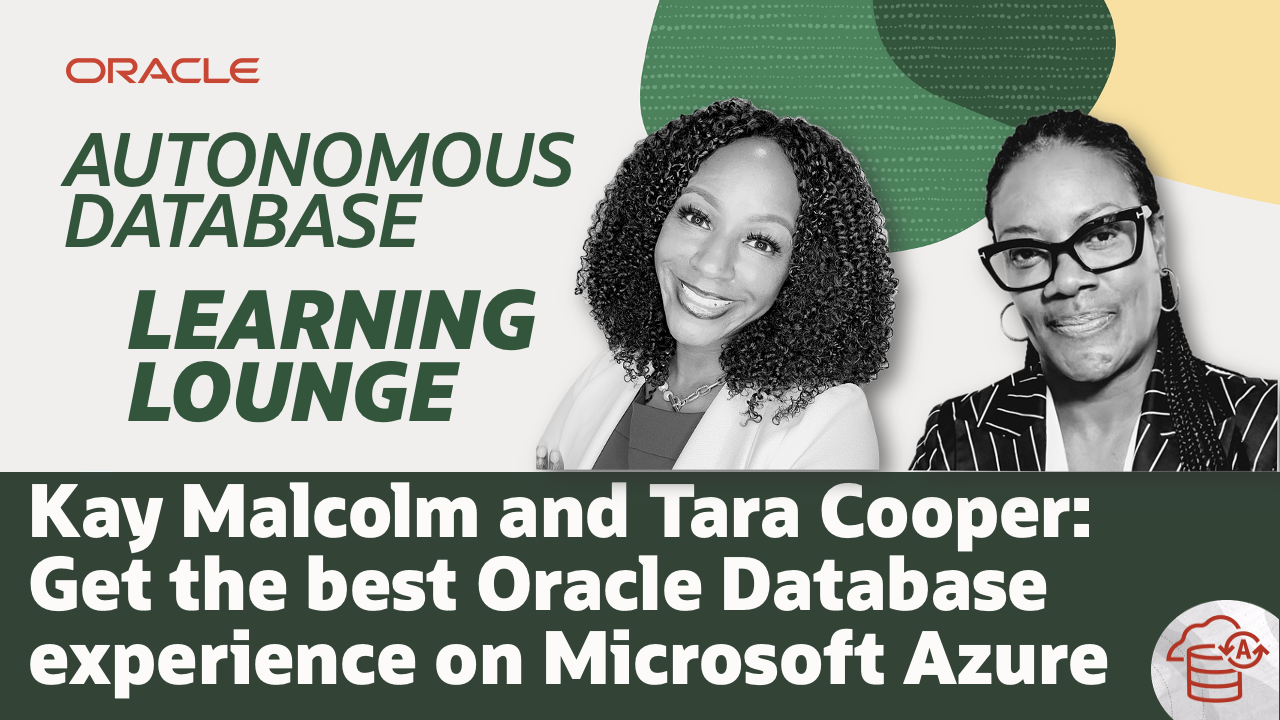 ORACLE
AUTONOMOUS
DATABASE
LEARNING
LOUNGE
Kay Malcolm and Tara Cooper:
Get the best Oracle Database
experience on Microsoft Azure
A